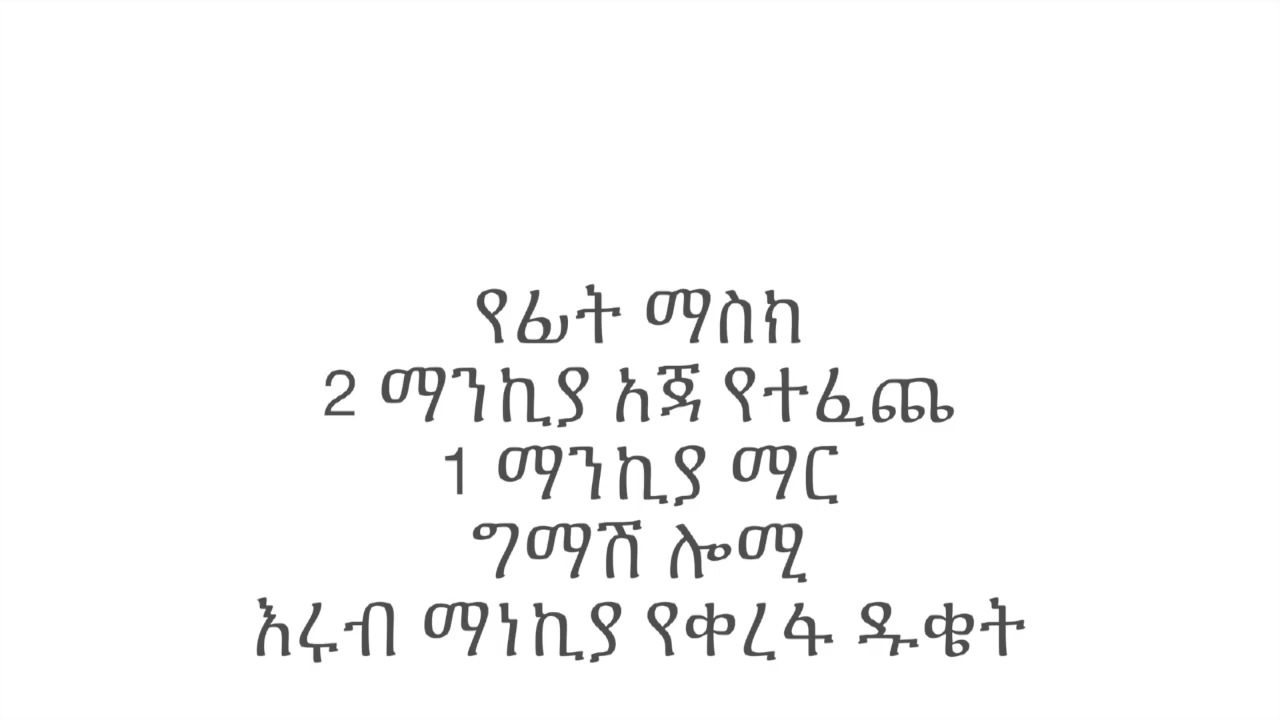 የፊት ማስክ
2 ማንኪያ አጃ የተፈጨ
1 ማንኪያ ማር
ግማሽ ሎሚ
እሩብ ማነኪያ የቀረፋ ዱቄት